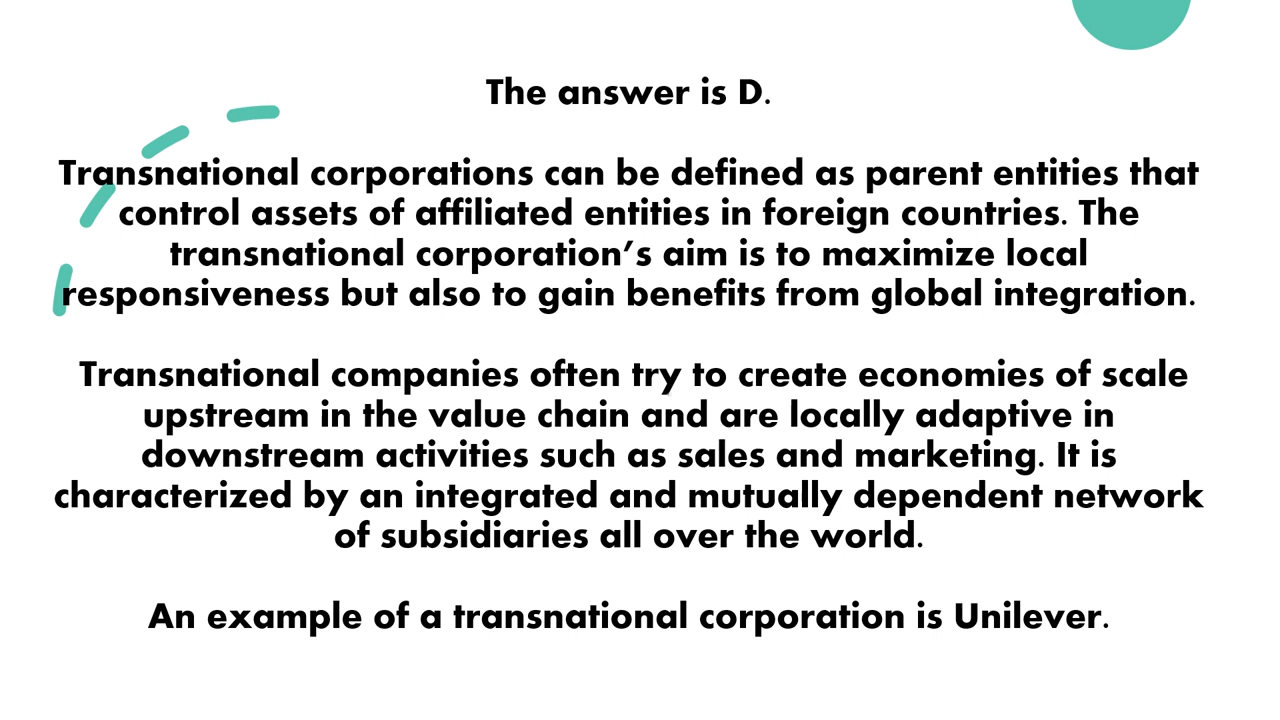 The answer is D.
Transnational corporations can be defined as parent entities that
control assets of affiliated entities in foreign countries. The
transnational corporation’s aim is to maximize local
responsiveness but also to gain benefits from global integration.
Transnational companies often try to create economies of scale
upstream in the value chain and are locally adaptive in
downstream activities such as sales and marketing. It is
characterized by an integrated and mutually dependent network
of subsidiaries all over the world.
An example of a transnational corporation is Unilever.